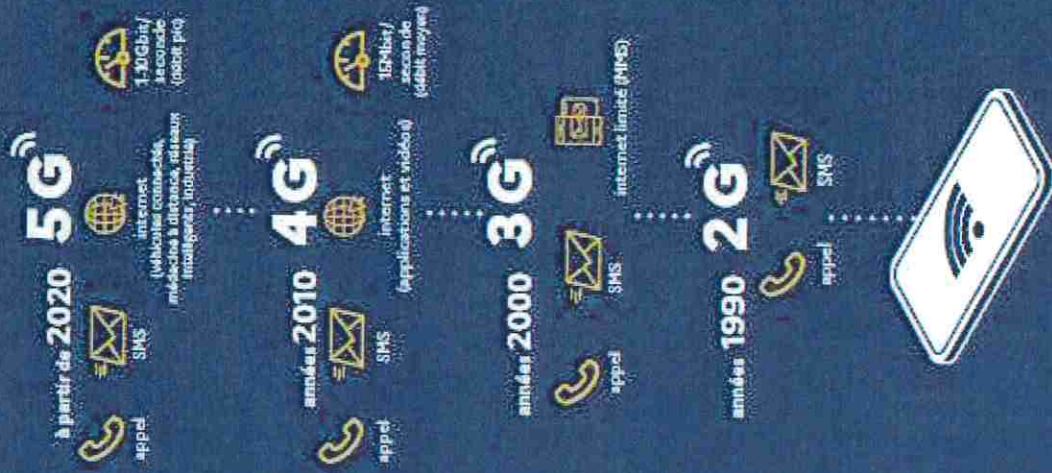 5G
à partir de 2020
appel
SMS
internet
(véhicules connectés,
médecine à distance, réseaux
intelligents, industrie)
1-10Gbit/
seconde
(débit pic)
4G
années 2010
appel
SMS
internet
(applications et vidéos)
15Mbit/
seconde
(débit moyen)
3G
années 2000
appel
SMS
internet limité (MMS)
2G
années 1990
appel
SMS